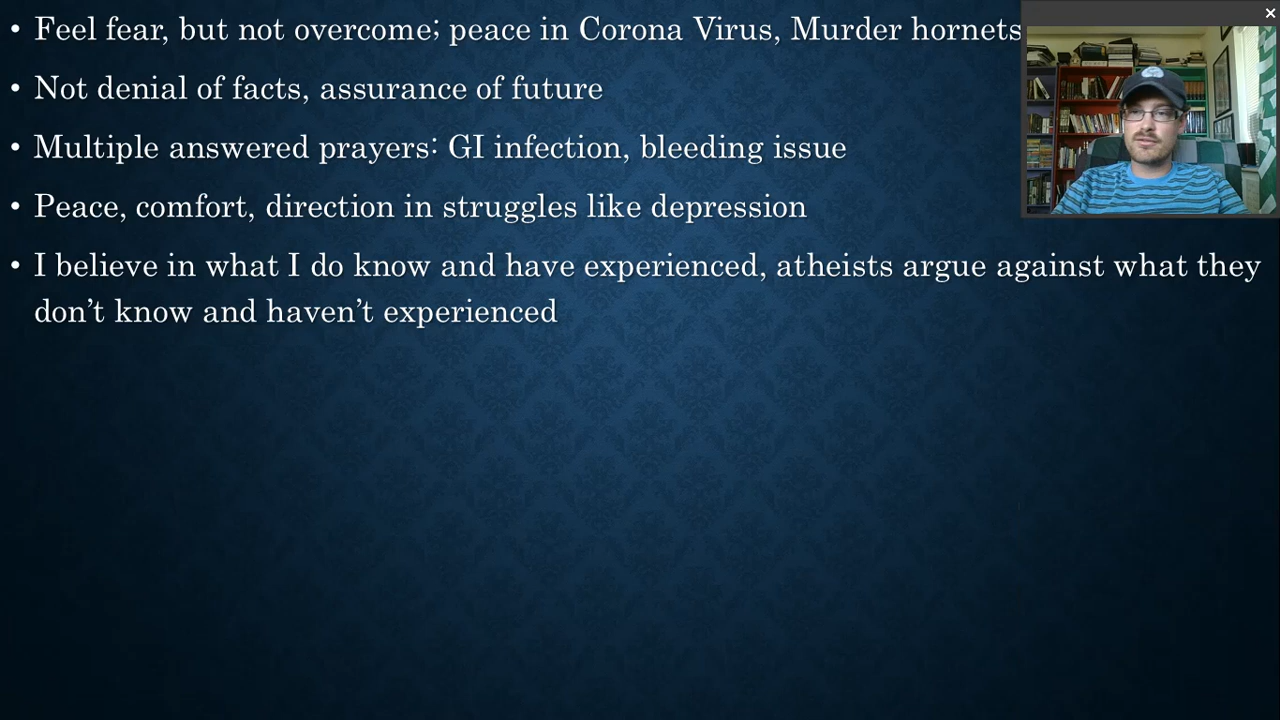 • Feel fear, but not overcome; peace in Corona Virus, Murder hornets
• Not denial of facts, assurance of future
• Multiple answered prayers: GI infection, bleeding issue
• Peace, comfort, direction in struggles like depression
• I believe in what I do know and have experienced, atheists argue against what they
don’t know and haven’t experienced